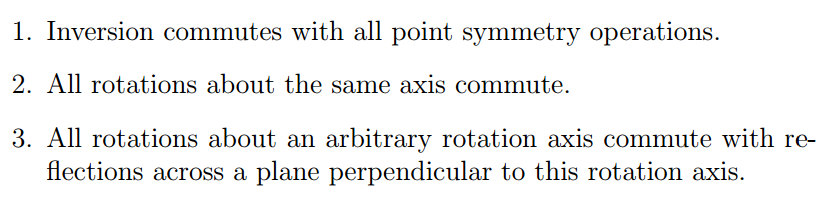 1. Inversion commutes with all point symmetry operations.
2. All rotations about the same axis commute.
3. All rotations about an arbitrary rotation axis commute with re-
flections across a plane perpendicular to this rotation axis.